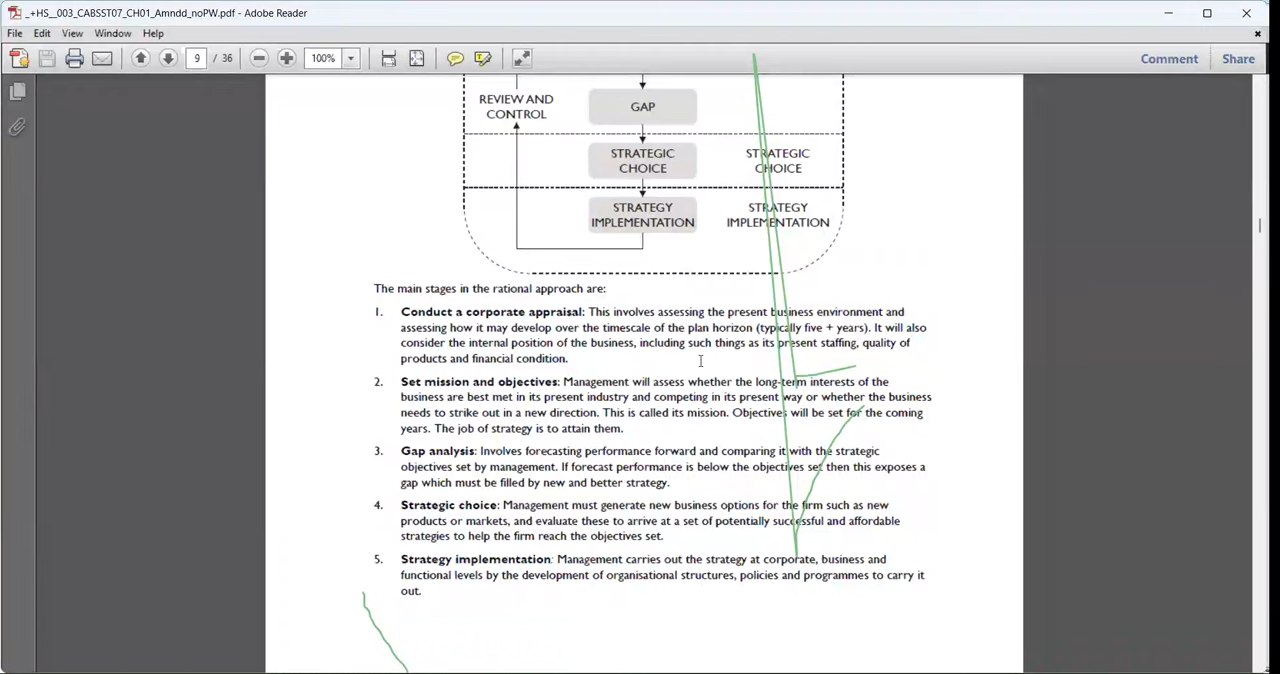 _+HS__003_CABSST07_CH01_Amndd_noPW.pdf - Adobe Reader
File Edit View Window Help
9 / 36 100% Comment Share
REVIEW AND
CONTROL
GAP
STRATEGIC
CHOICE
STRATEGIC
CHOICE
STRATEGY
IMPLEMENTATION
STRATEGY
IMPLEMENTATION
The main stages in the rational approach are:
1. Conduct a corporate appraisal: This involves assessing the present business environment and
assessing how it may develop over the timescale of the plan horizon (typically five + years). It will also
consider the internal position of the business, including such things as its present staffing, quality of
products and financial condition.
2. Set mission and objectives: Management will assess whether the long-term interests of the
business are best met in its present industry and competing in its present way or whether the business
needs to strike out in a new direction. This is called its mission. Objectives will be set for the coming
years. The job of strategy is to attain them.
3. Gap analysis: Involves forecasting performance forward and comparing it with the strategic
objectives set by management. If forecast performance is below the objectives set then this exposes a
gap which must be filled by new and better strategy.
4. Strategic choice: Management must generate new business options for the firm such as new
products or markets, and evaluate these to arrive at a set of potentially successful and affordable
strategies to help the firm reach the objectives set.
5. Strategy implementation: Management carries out the strategy at corporate, business and
functional levels by the development of organisational structures, policies and programmes to carry it
out.